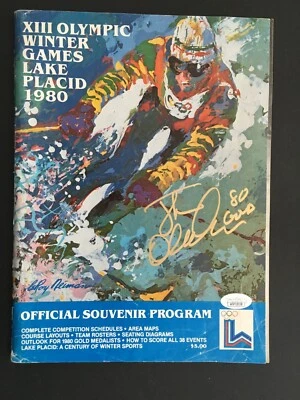 XIII OLYMPIC
WINTER
GAMES
LAKE
PLACID
1980
80
LeRoy Neiman
OFFICIAL SOUVENIR PROGRAM
COMPLETE COMPETITION SCHEDULES • AREA MAPS
COURSE LAYOUTS • TEAM ROSTERS • SEATING DIAGRAMS
OUTLOOK FOR 1980 GOLD MEDALISTS • HOW TO SCORE ALL 38 EVENTS
LAKE PLACID: A CENTURY OF WINTER SPORTS $5.00